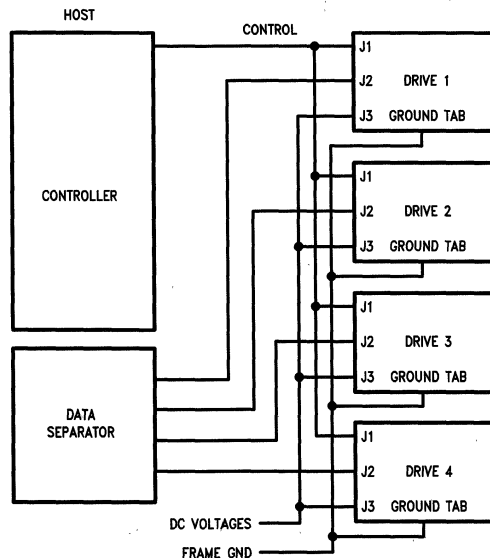 HOST
CONTROL
CONTROLLER
J1
J2 DRIVE 1
J3 GROUND TAB
J1
J2 DRIVE 2
J3 GROUND TAB
J1
J2 DRIVE 3
J3 GROUND TAB
J1
J2 DRIVE 4
J3 GROUND TAB
DATA
SEPARATOR
DC VOLTAGES
FRAME GND